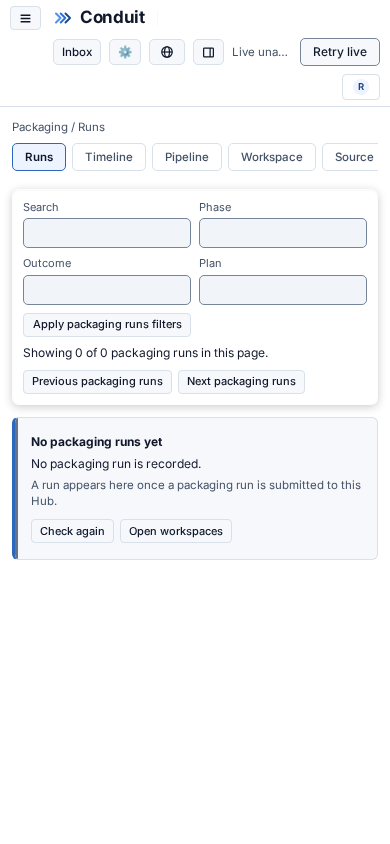 Conduit
Inbox
Live una...
Retry live
R
Packaging / Runs
Runs
Timeline
Pipeline
Workspace
Source
Search
Phase
Outcome
Plan
Apply packaging runs filters
Showing 0 of 0 packaging runs in this page.
Previous packaging runs
Next packaging runs
No packaging runs yet
No packaging run is recorded.
A run appears here once a packaging run is submitted to this
Hub.
Check again
Open workspaces